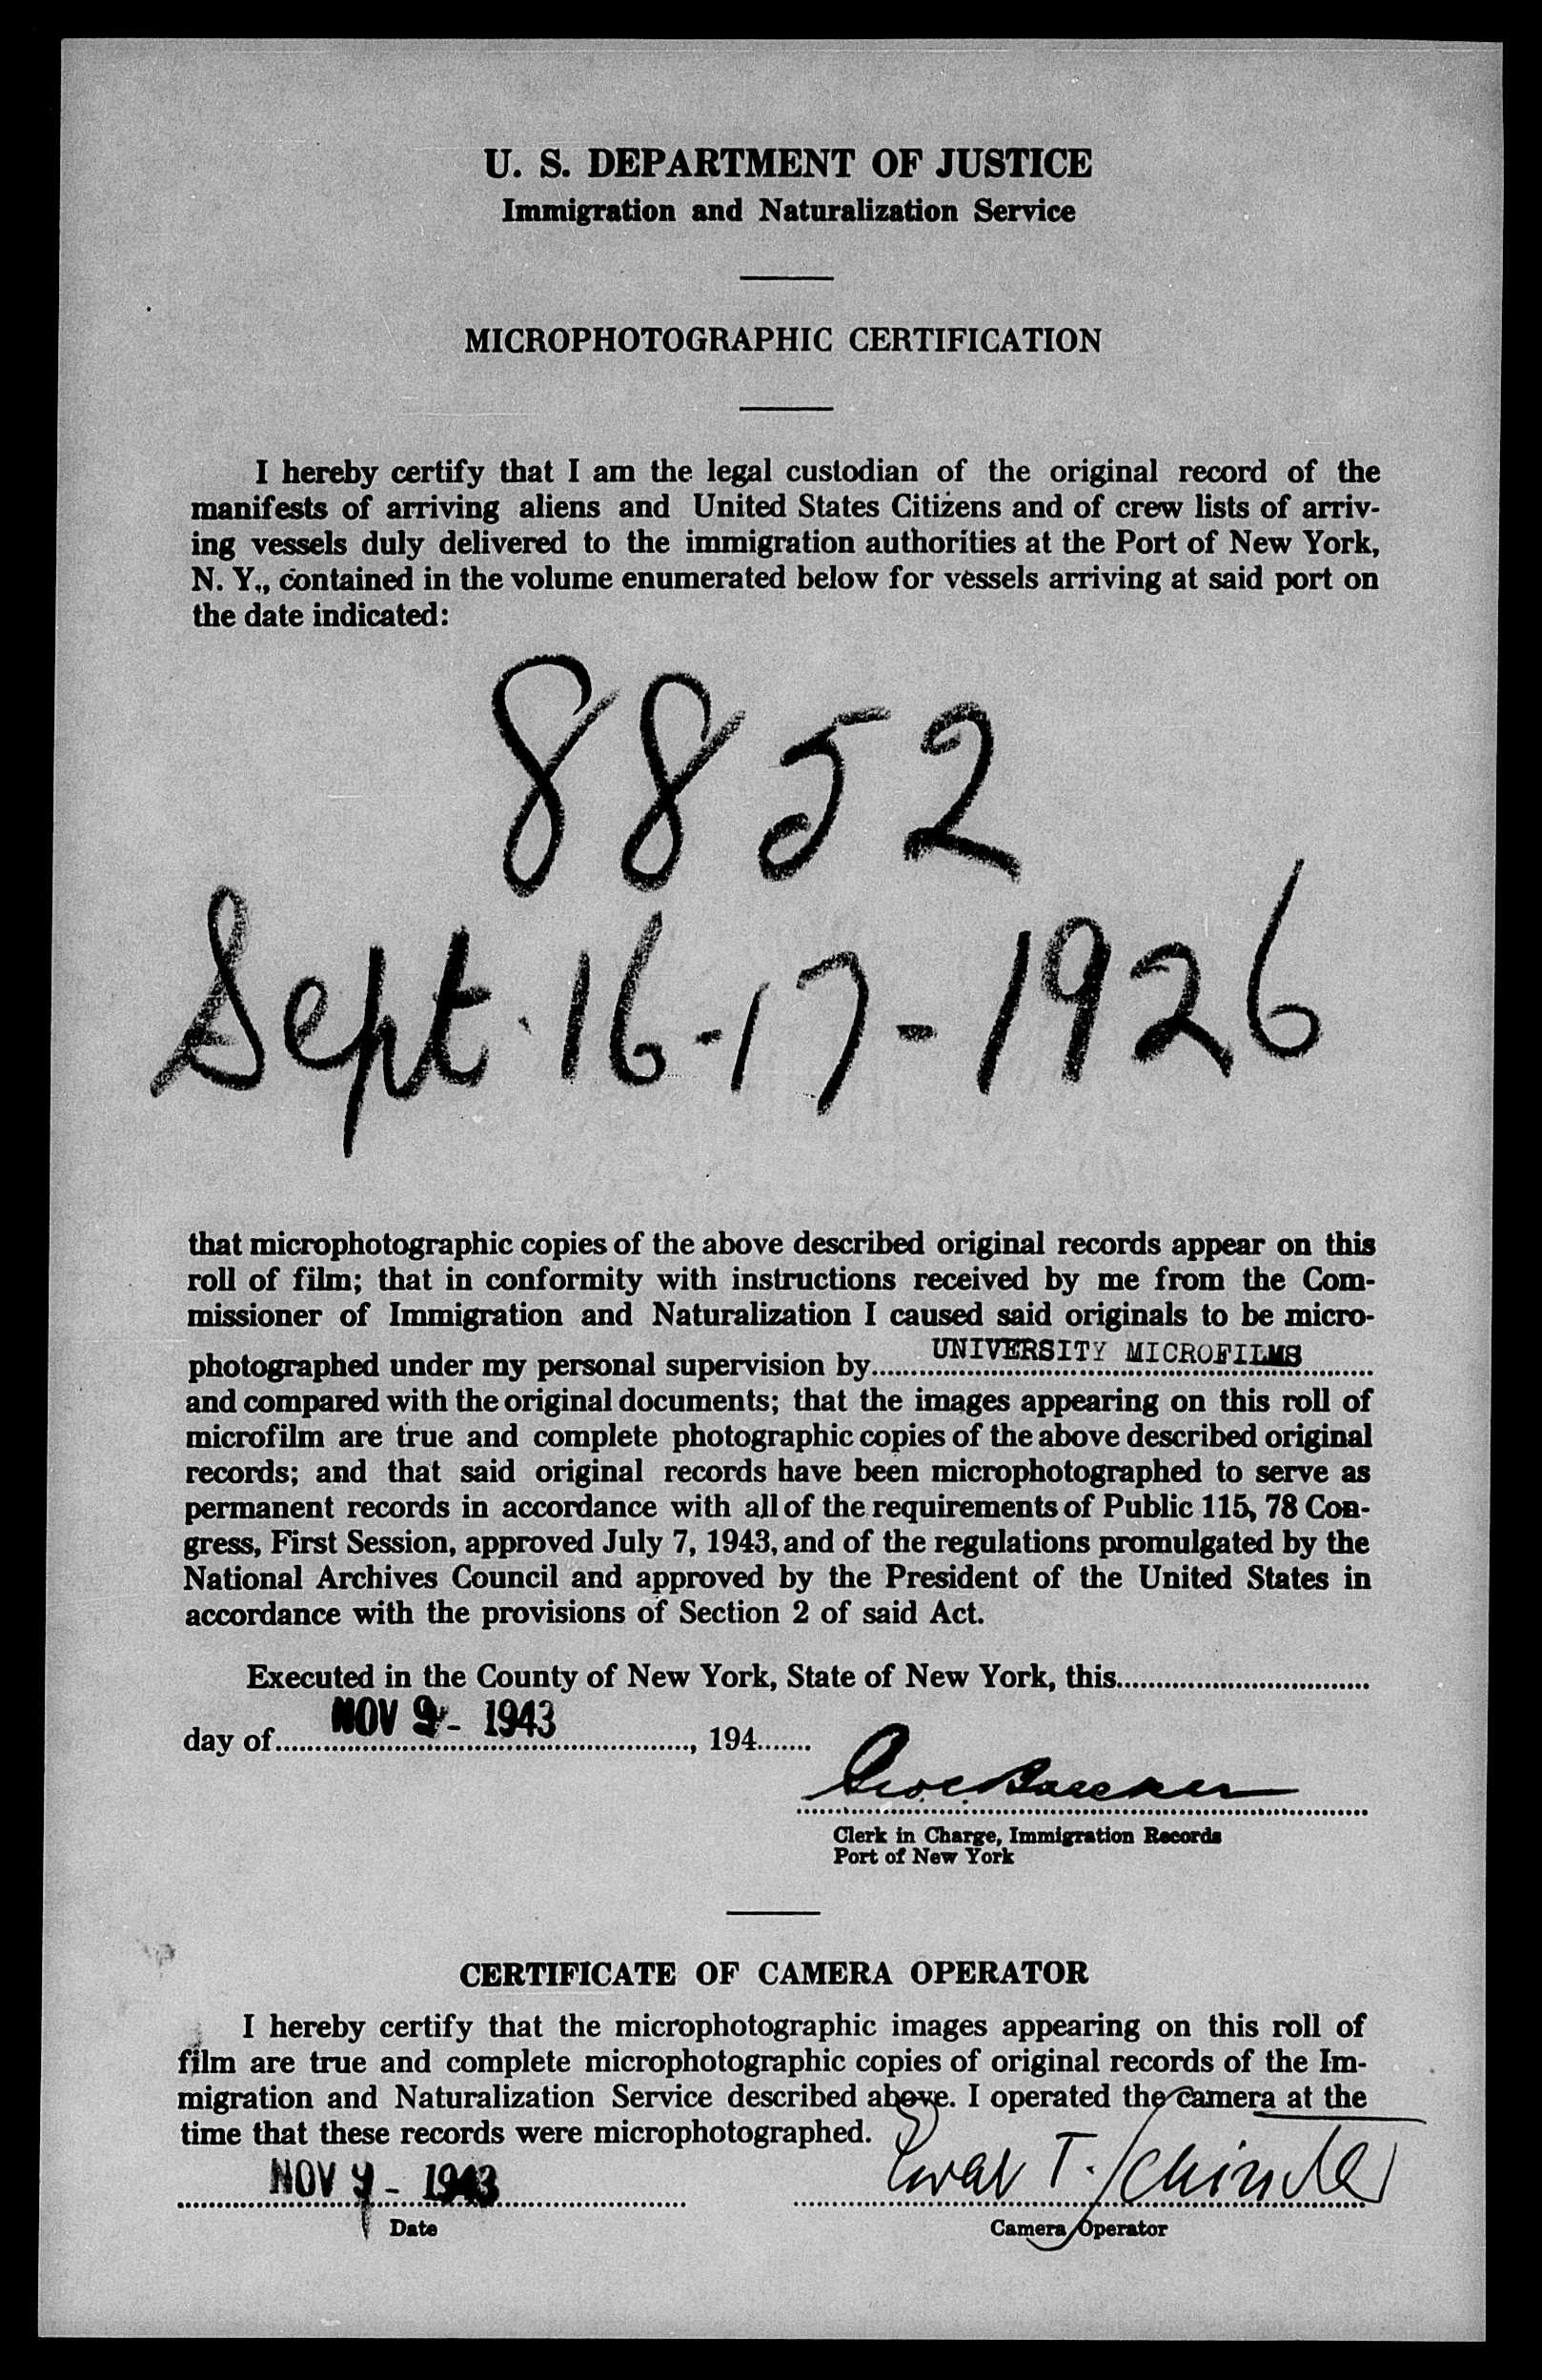 U. S. DEPARTMENT OF JUSTICE
Immigration and Naturalization Service
MICROPHOTOGRAPHIC CERTIFICATION
I hereby certify that I am the legal custodian of the original record of the
manifests of arriving aliens and United States Citizens and of crew lists of arriv-
ing vessels duly delivered to the immigration authorities at the Port of New York,
N. Y., contained in the volume enumerated below for vessels arriving at said port on
the date indicated:
8852
Sept. 16-17-1926
that microphotographic copies of the above described original records appear on this
roll of film; that in conformity with instructions received by me from the Com-
missioner of Immigration and Naturalization I caused said originals to be micro-
photographed under my personal supervision by UNIVERSITY MICROFILMS
and compared with the original documents; that the images appearing on this roll of
microfilm are true and complete photographic copies of the above described original
records; and that said original records have been microphotographed to serve as
permanent records in accordance with all of the requirements of Public 115, 78 Con-
gress, First Session, approved July 7, 1943, and of the regulations promulgated by the
National Archives Council and approved by the President of the United States in
accordance with the provisions of Section 2 of said Act.
Executed in the County of New York, State of New York, this
day of NOV 9 - 1943, 194
Clerk in Charge, Immigration Records
Port of New York
CERTIFICATE OF CAMERA OPERATOR
I hereby certify that the microphotographic images appearing on this roll of
film are true and complete microphotographic copies of original records of the Im-
migration and Naturalization Service described above. I operated the camera at the
time that these records were microphotographed.
NOV 9 - 1943 T.
Date Camera Operator